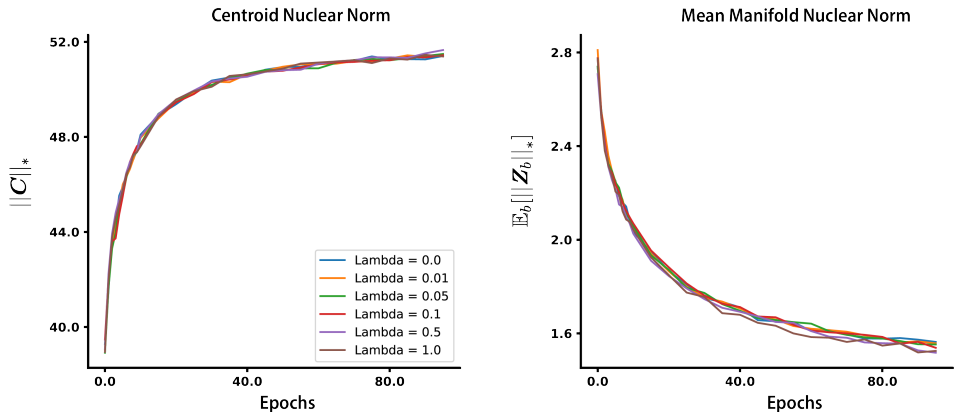 Centroid Nuclear Norm
52.0
48.0
44.0
40.0
||C||*
0.0
40.0
80.0
Epochs
Lambda = 0.0
Lambda = 0.01
Lambda = 0.05
Lambda = 0.1
Lambda = 0.5
Lambda = 1.0
Mean Manifold Nuclear Norm
2.8
2.4
2.0
1.6
𝔼_b[||Z_b||_*]
0.0
40.0
80.0
Epochs